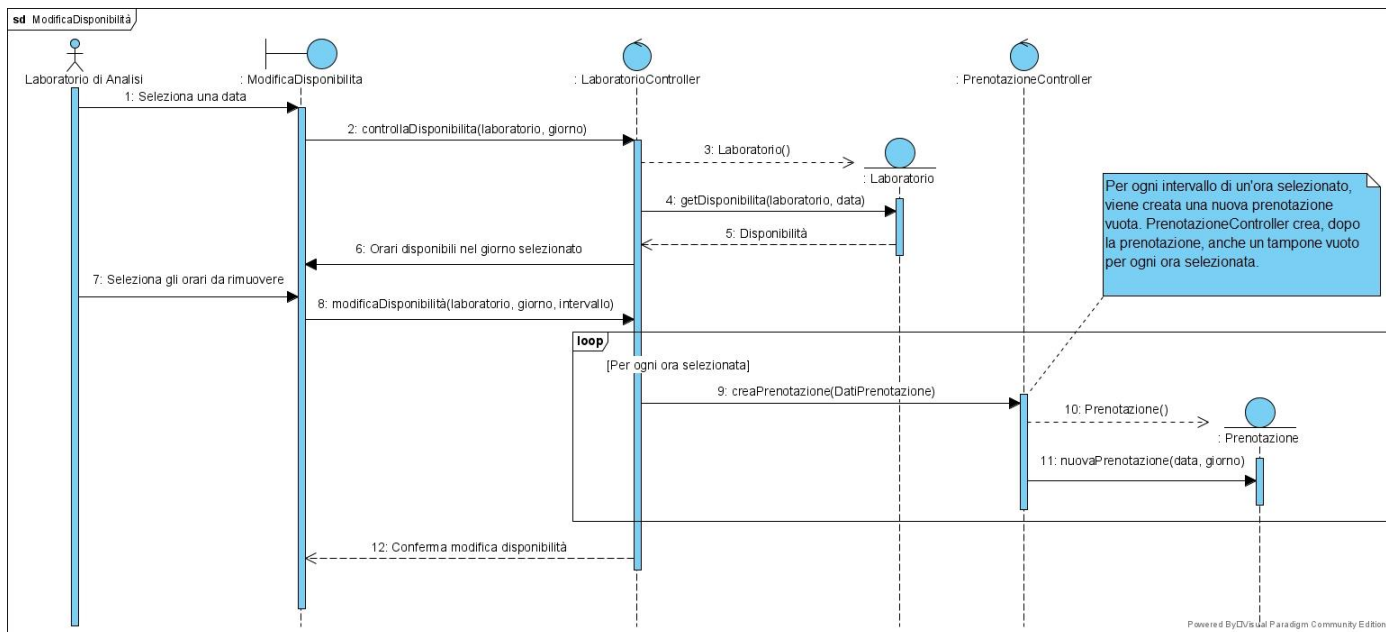 sd ModificaDisponibilità
Laboratorio di Analisi
: ModificaDisponibilita
: LaboratorioController
: PrenotazioneController
1: Seleziona una data
2: controllaDisponibilita(laboratorio, giorno)
3: Laboratorio()
: Laboratorio
Per ogni intervallo di un'ora selezionato,
viene creata una nuova prenotazione
vuota. PrenotazioneController crea, dopo
la prenotazione, anche un tampone vuoto
per ogni ora selezionata.
4: getDisponibilita(laboratorio, data)
5: Disponibilità
6: Orari disponibili nel giorno selezionato
7: Seleziona gli orari da rimuovere
8: modificaDisponibilità(laboratorio, giorno, intervallo)
loop
[Per ogni ora selezionata]
9: creaPrenotazione(DatiPrenotazione)
10: Prenotazione()
: Prenotazione
11: nuovaPrenotazione(data, giorno)
12: Conferma modifica disponibilità
Powered By Visual Paradigm Community Edition